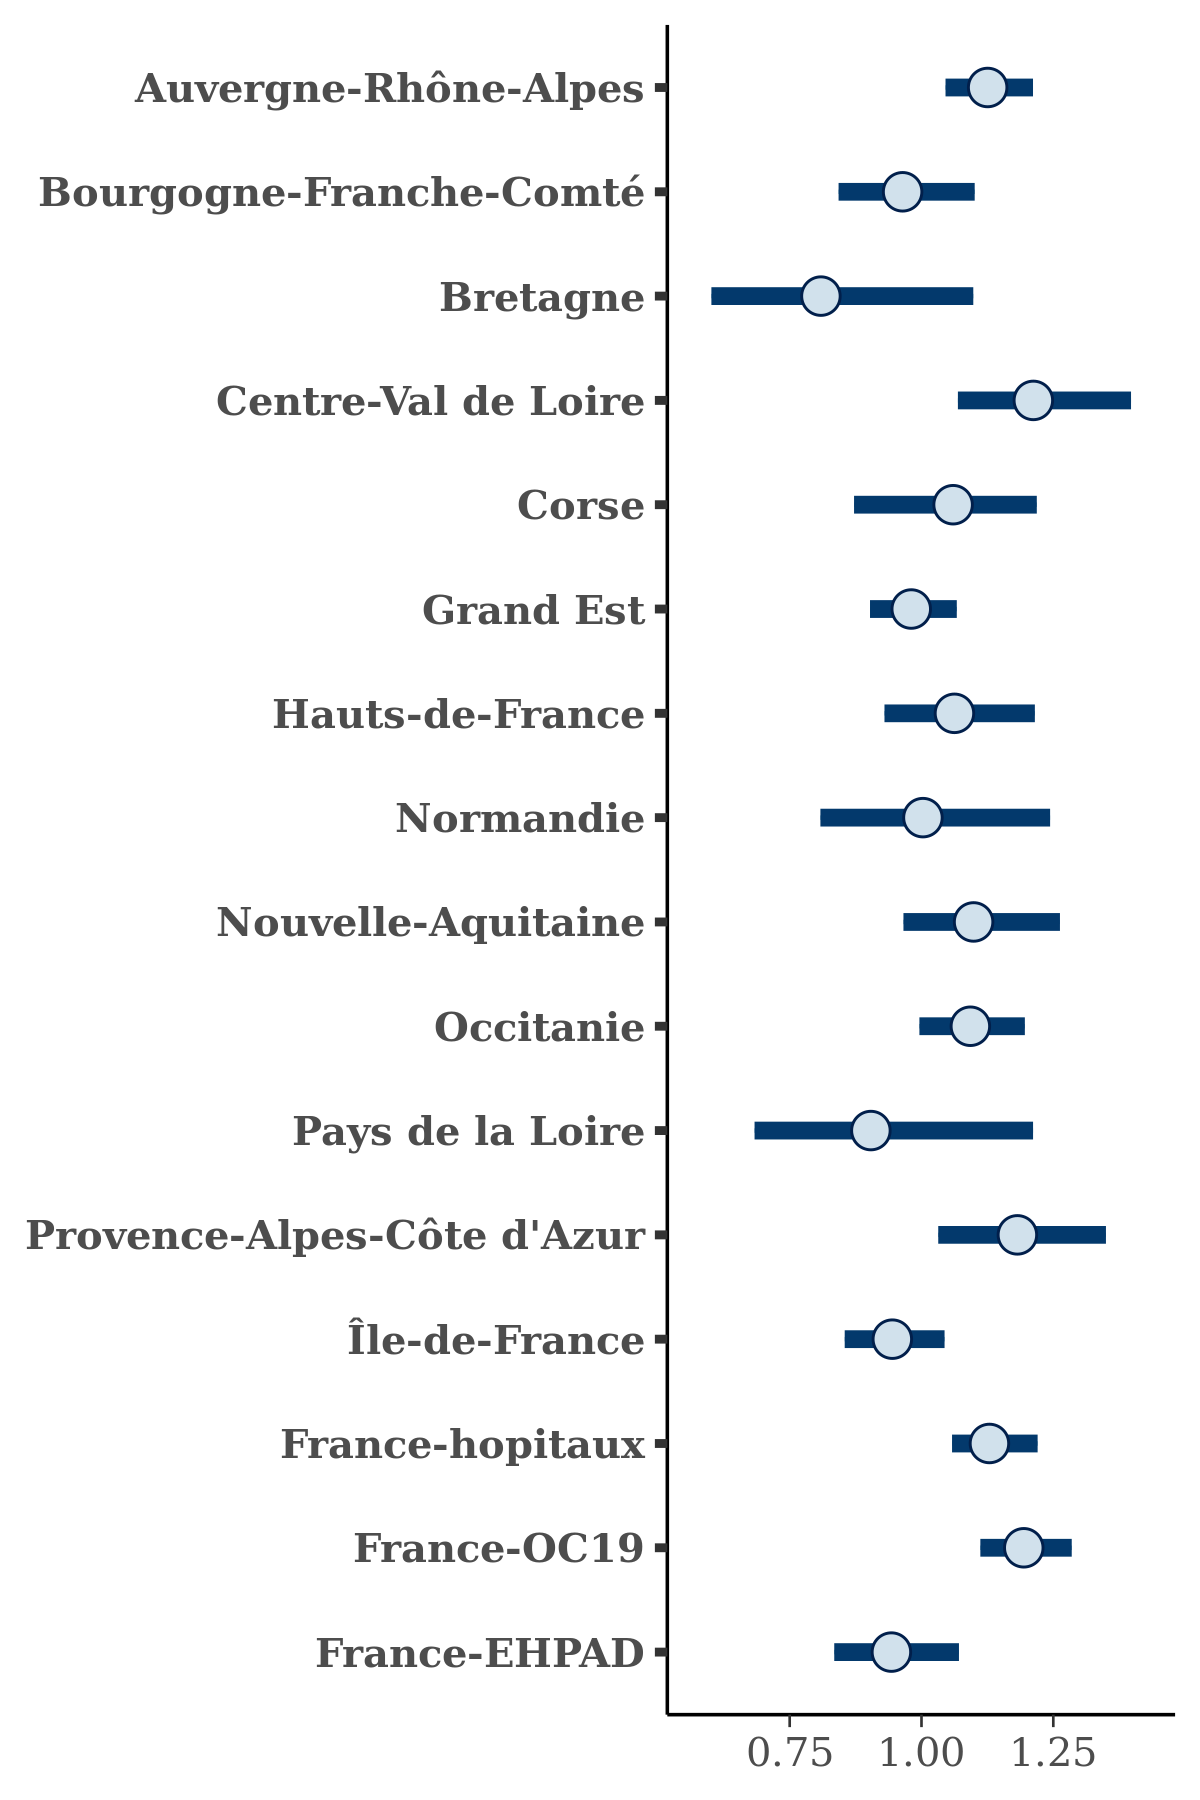 Auvergne-Rhône-Alpes
Bourgogne-Franche-Comté
Bretagne
Centre-Val de Loire
Corse
Grand Est
Hauts-de-France
Normandie
Nouvelle-Aquitaine
Occitanie
Pays de la Loire
Provence-Alpes-Côte d'Azur
Île-de-France
France-hopitaux
France-OC19
France-EHPAD
0.75 1.00 1.25